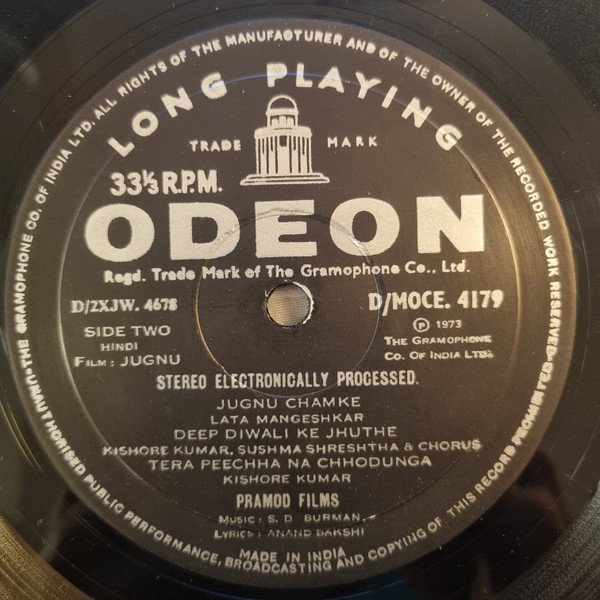 THE GRAMOPHONE CO. OF INDIA LTD. ALL RIGHTS OF THE MANUFACTURER AND OF THE OWNER OF THE RECORDED WORK RESERVED
UNAUTHORISED PUBLIC PERFORMANCE, BROADCASTING AND COPYING OF THIS RECORD PROHIBITED
LONG PLAYING
TRADE MARK
33⅓ R.P.M.
ODEON
Regd. Trade Mark of The Gramophone Co., Ltd.
D/2XJW. 4678
D/MOCE. 4179
SIDE TWO
HINDI
FILM : JUGNU
Ⓟ 1973
THE GRAMOPHONE
CO. OF INDIA LTD.
STEREO ELECTRONICALLY PROCESSED.
JUGNU CHAMKE
LATA MANGESHKAR
DEEP DIWALI KE JHUTHE
KISHORE KUMAR, SUSHMA SHRESHTHA & CHORUS
TERA PEECHHA NA CHHODUNGA
KISHORE KUMAR
PRAMOD FILMS
MUSIC : S. D BURMAN.
LYRICS : ANAND BAKSHI
MADE IN INDIA